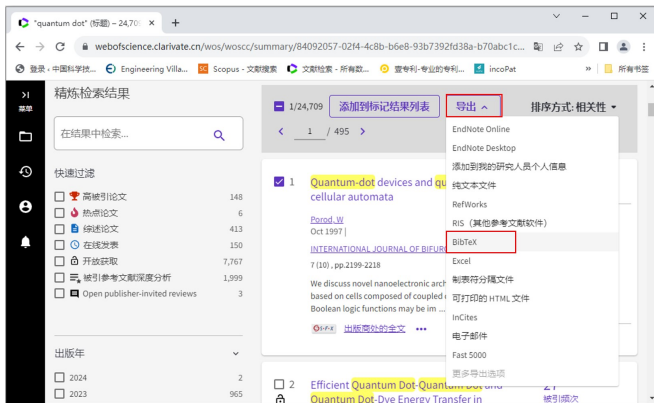 "quantum dot" (标题) – 24,709
webofscience.clarivate.cn/wos/woscc/summary/84092057-02f4-4c8b-b6e8-93b7392fd38a-b70abc1c...
登录 - 中国科学技... Engineering Villa... Scopus - 文献搜索 文献检索 - 所有数... 壹专利-专业的专利... incoPat » 所有书签
菜单
精炼检索结果
在结果中检索...
快速过滤
高被引论文 148
热点论文 6
综述论文 413
在线发表 150
开放获取 7,767
被引参考文献深度分析 1,999
Open publisher-invited reviews 3
出版年
2024 2
2023 965
1/24,709 添加到标记结果列表 导出 排序方式: 相关性
1 / 495
1 Quantum-dot devices and
cellular automata
Porod, W
Oct 1997 |
INTERNATIONAL JOURNAL OF BIFUR
7 (10) , pp.2199-2218
We discuss novel nanoelectronic arch
based on cells composed of coupled
Boolean logic functions may be im ...
S·F·X 出版商处的全文 •••
2 Efficient Quantum Dot-Quantum Dot and
Quantum Dot-Dye Energy Transfer in
27
被引频次
EndNote Online
EndNote Desktop
添加到我的研究人员个人信息
纯文本文件
RefWorks
RIS（其他参考文献软件）
BibTeX
Excel
制表符分隔文件
可打印的 HTML 文件
InCites
电子邮件
Fast 5000
更多导出选项